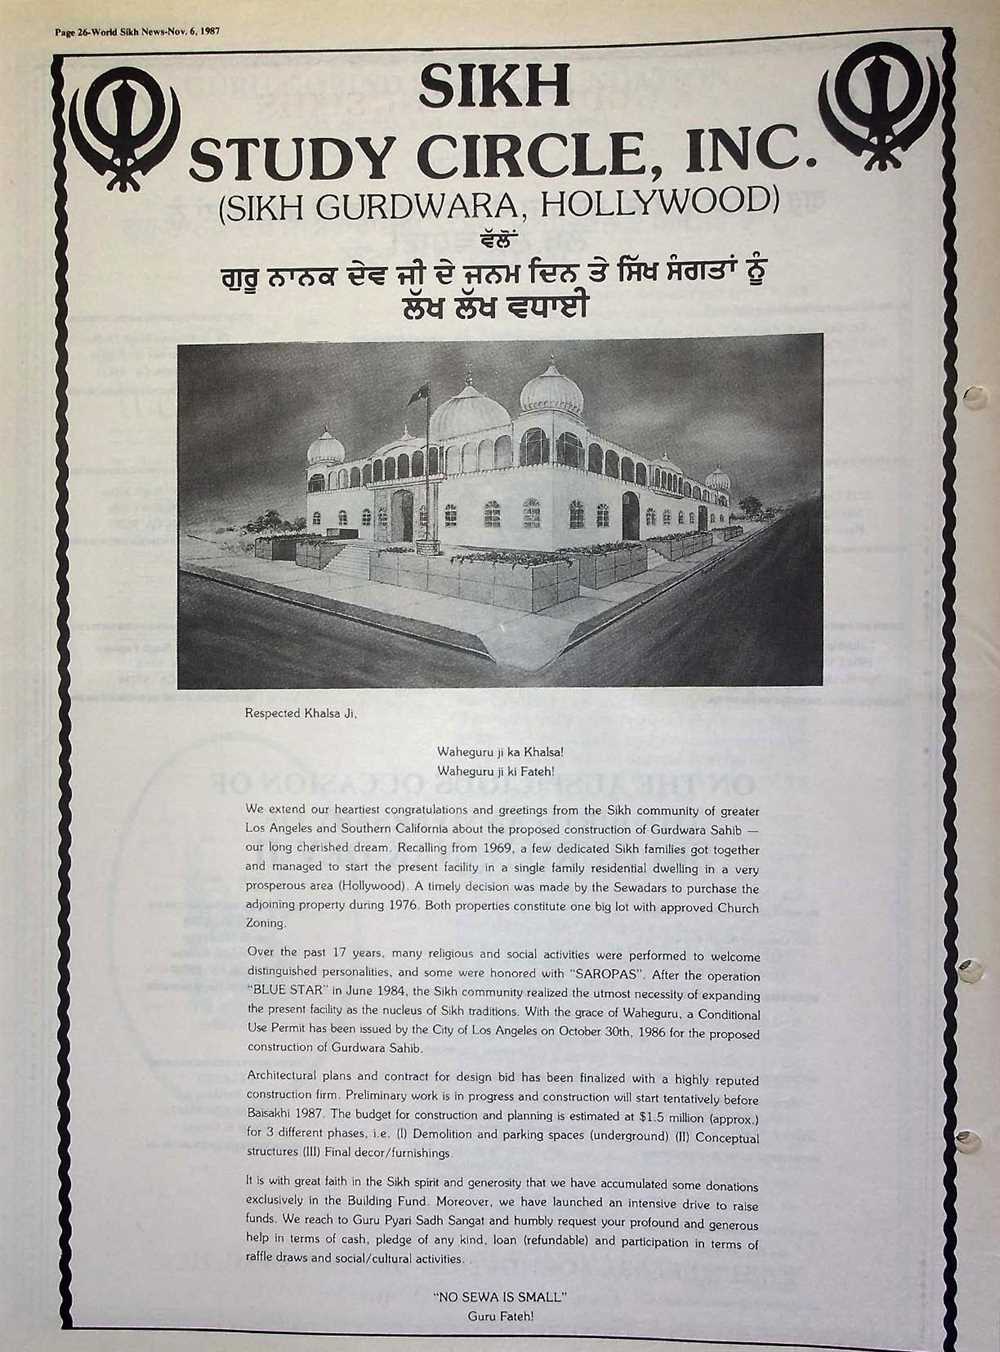 Page 26-World Sikh News-Nov. 6, 1987
SIKH
STUDY CIRCLE, INC.
(SIKH GURDWARA, HOLLYWOOD)
ਵੱਲੋਂ
ਗੁਰੂ ਨਾਨਕ ਦੇਵ ਜੀ ਦੇ ਜਨਮ ਦਿਨ ਤੇ ਸਿੱਖ ਸੰਗਤਾਂ ਨੂੰ
ਲੱਖ ਲੱਖ ਵਧਾਈ
Respected Khalsa Ji,
Waheguru ji ka Khalsa!
Waheguru ji ki Fateh!
We extend our heartiest congratulations and greetings from the Sikh community of greater
Los Angeles and Southern California about the proposed construction of Gurdwara Sahib —
our long cherished dream. Recalling from 1969, a few dedicated Sikh families got together
and managed to start the present facility in a single family residential dwelling in a very
prosperous area (Hollywood). A timely decision was made by the Sewadars to purchase the
adjoining property during 1976. Both properties constitute one big lot with approved Church
Zoning.
Over the past 17 years, many religious and social activities were performed to welcome
distinguished personalities, and some were honored with "SAROPAS". After the operation
"BLUE STAR" in June 1984, the Sikh community realized the utmost necessity of expanding
the present facility as the nucleus of Sikh traditions. With the grace of Waheguru, a Conditional
Use Permit has been issued by the City of Los Angeles on October 30th, 1986 for the proposed
construction of Gurdwara Sahib.
Architectural plans and contract for design bid has been finalized with a highly reputed
construction firm. Preliminary work is in progress and construction will start tentatively before
Baisakhi 1987. The budget for construction and planning is estimated at $1.5 million (approx.)
for 3 different phases, i.e. (I) Demolition and parking spaces (underground) (II) Conceptual
structures (III) Final decor/furnishings.
It is with great faith in the Sikh spirit and generosity that we have accumulated some donations
exclusively in the Building Fund. Moreover, we have launched an intensive drive to raise
funds. We reach to Guru Pyari Sadh Sangat and humbly request your profound and generous
help in terms of cash, pledge of any kind, loan (refundable) and participation in terms of
raffle draws and social/cultural activities.
"NO SEWA IS SMALL"
Guru Fateh!